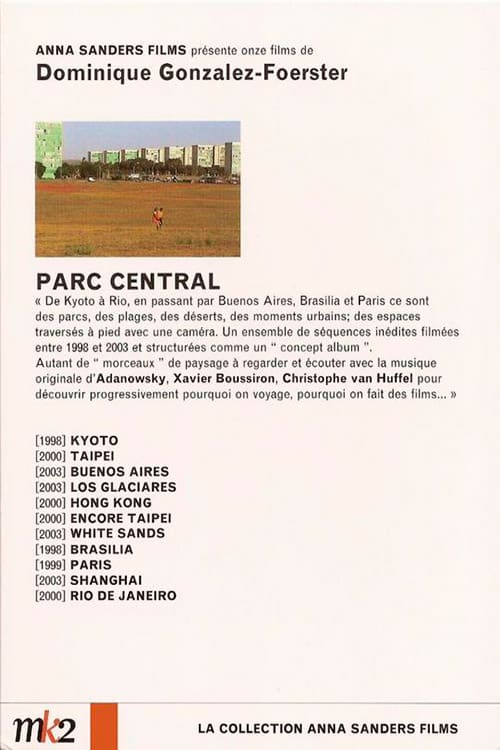 ANNA SANDERS FILMS présente onze films de
Dominique Gonzalez-Foerster
PARC CENTRAL
« De Kyoto à Rio, en passant par Buenos Aires, Brasilia et Paris ce sont
des parcs, des plages, des déserts, des moments urbains; des espaces
traversés à pied avec une caméra. Un ensemble de séquences inédites filmées
entre 1998 et 2003 et structurées comme un “ concept album ”.
Autant de “ morceaux ” de paysage à regarder et écouter avec la musique
originale d'Adanowsky, Xavier Boussiron, Christophe van Huffel pour
découvrir progressivement pourquoi on voyage, pourquoi on fait des films... »
[1998] KYOTO
[2000] TAIPEI
[2003] BUENOS AIRES
[2003] LOS GLACIARES
[2000] HONG KONG
[2000] ENCORE TAIPEI
[2003] WHITE SANDS
[1998] BRASILIA
[1999] PARIS
[2003] SHANGHAI
[2000] RIO DE JANEIRO
mk2
LA COLLECTION ANNA SANDERS FILMS